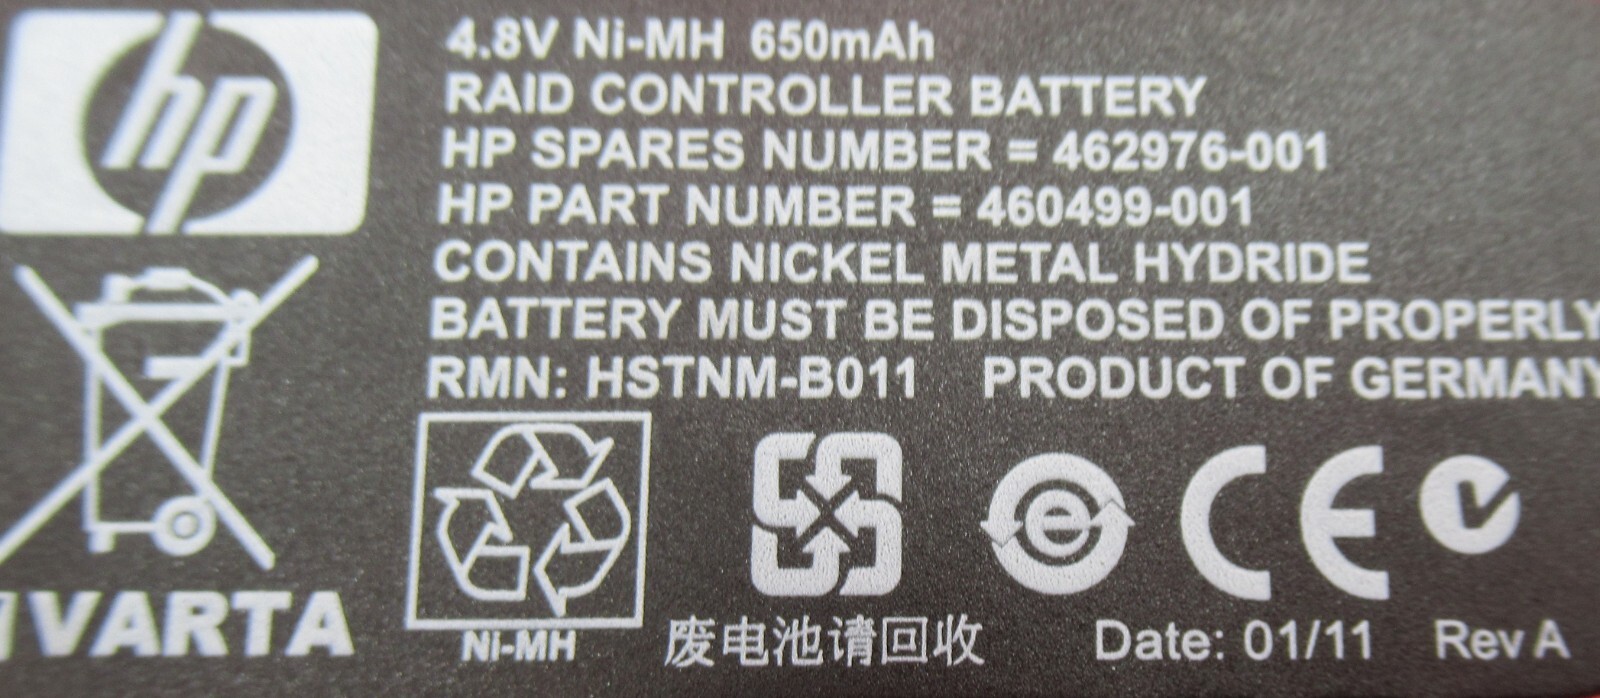 hp
4.8V Ni-MH 650mAh
RAID CONTROLLER BATTERY
HP SPARES NUMBER = 462976-001
HP PART NUMBER = 460499-001
CONTAINS NICKEL METAL HYDRIDE
BATTERY MUST BE DISPOSED OF PROPERLY
RMN: HSTNM-B011 PRODUCT OF GERMANY
e CE
VARTA
Ni-MH 废电池请回收 Date: 01/11 Rev A